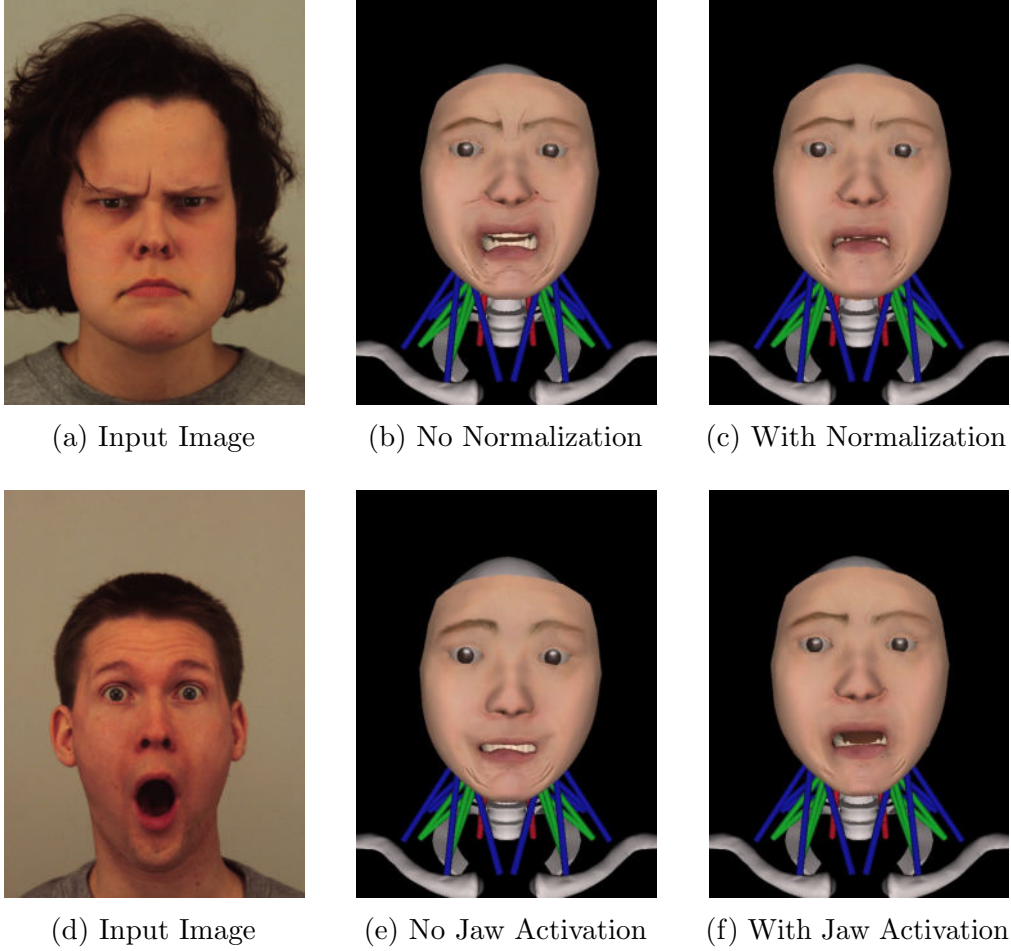 (a) Input Image
(b) No Normalization
(c) With Normalization
(d) Input Image
(e) No Jaw Activation
(f) With Jaw Activation